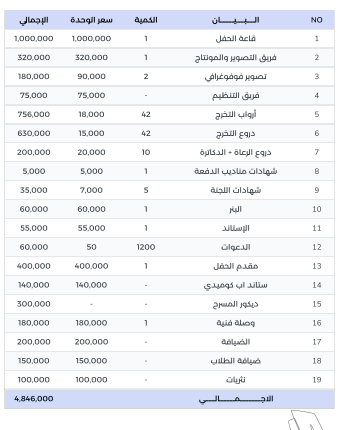 NO الـــبـــيـــــان الكمية سعر الوحدة الإجمالي
1 قاعة الحفل 1 1,000,000 1,000,000
2 فريق التصوير والمونتاج 1 320,000 320,000
3 تصوير فوفوغرافي 2 90,000 180,000
4 فريق التنظيم - 75,000 75,000
5 أرواب التخرج 42 18,000 756,000
6 دروع التخرج 42 15,000 630,000
7 دروع الرعاة + الدكاترة 10 20,000 200,000
8 شهادات مناديب الدفعة 1 5,000 5,000
9 شهادات اللجنة 5 7,000 35,000
10 البنر 1 60,000 60,000
11 الإستاند 1 55,000 55,000
12 الدعوات 1200 50 60,000
13 مقدم الحفل 1 400,000 400,000
14 ستاند اب كوميدي - 140,000 140,000
15 ديكور المسرح - - 300,000
16 وصلة فنية 1 180,000 180,000
17 الضيافة - 200,000 200,000
18 ضيافة الطلاب - 150,000 150,000
19 نثريات - 100,000 100,000
الاجـــــمـــــالـــي 4,846,000